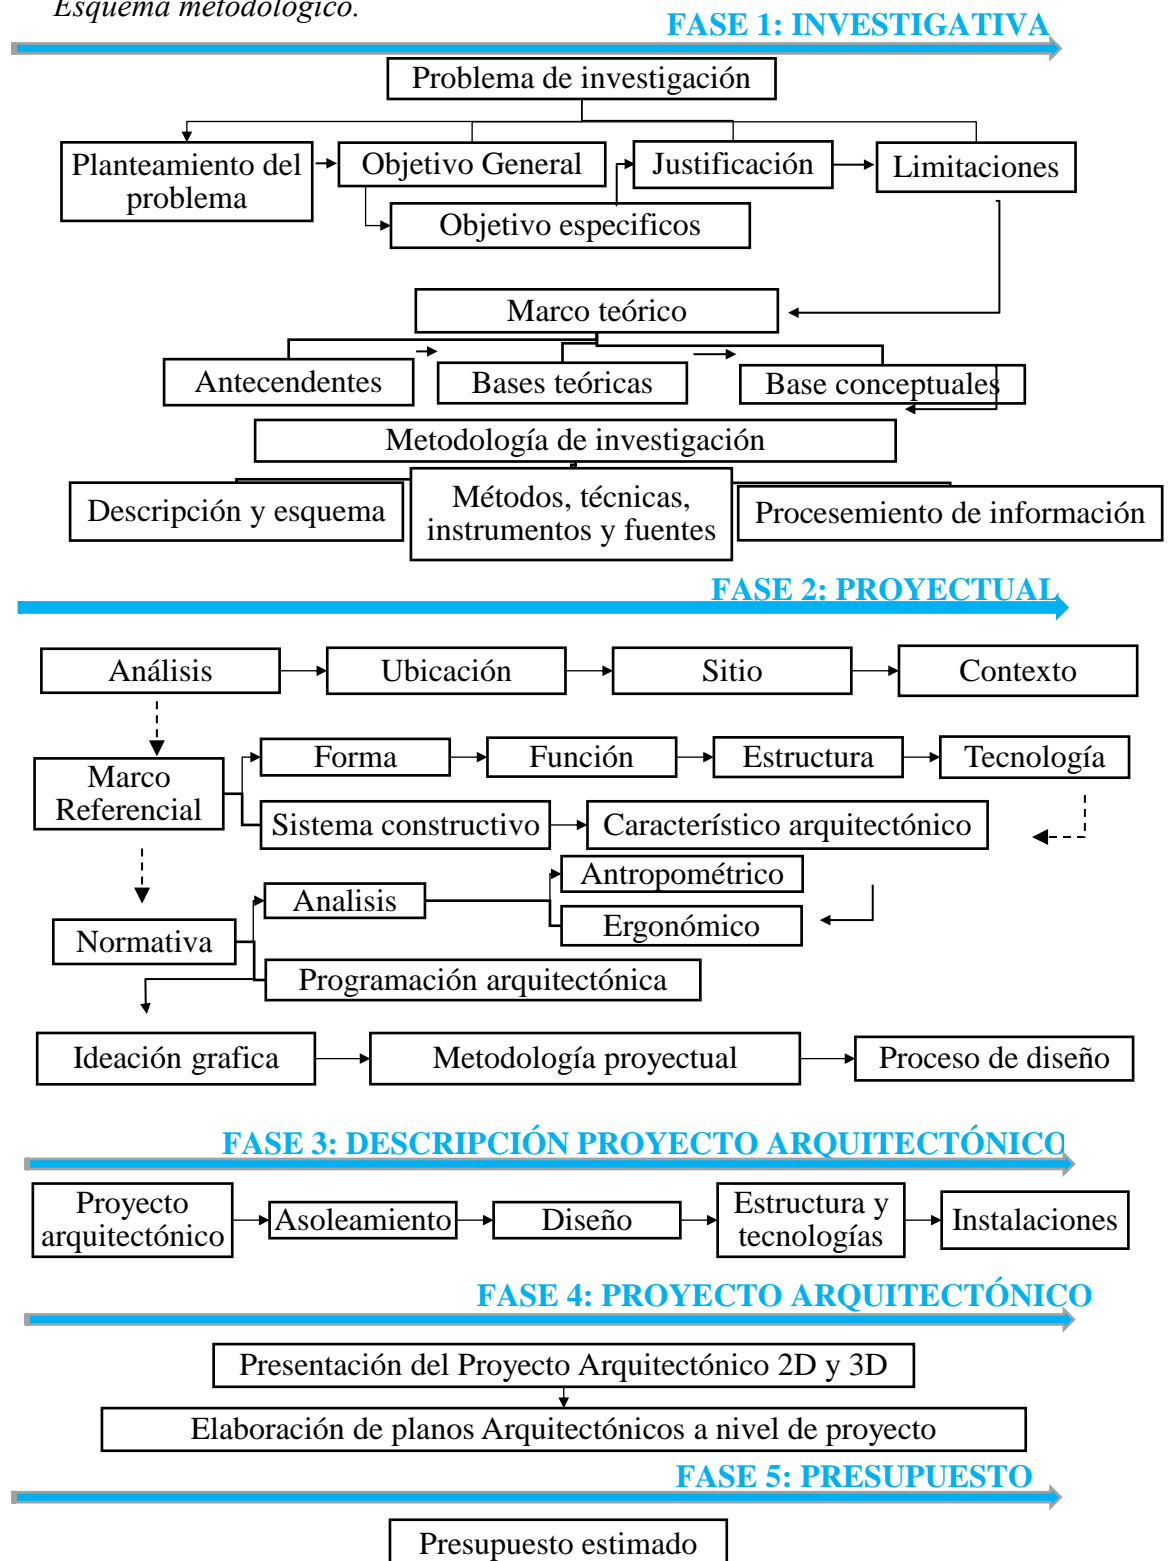 Esquema metodológico.
FASE 1: INVESTIGATIVA
Problema de investigación
Planteamiento del
problema
Objetivo General
Justificación
Limitaciones
Objetivo especificos
Marco teórico
Antecendentes
Bases teóricas
Base conceptuales
Metodología de investigación
Descripción y esquema
Métodos, técnicas,
instrumentos y fuentes
Procesemiento de información
FASE 2: PROYECTUAL
Análisis
Ubicación
Sitio
Contexto
Marco
Referencial
Forma
Función
Estructura
Tecnología
Sistema constructivo
Característico arquitectónico
Normativa
Analisis
Antropométrico
Ergonómico
Programación arquitectónica
Ideación grafica
Metodología proyectual
Proceso de diseño
FASE 3: DESCRIPCIÓN PROYECTO ARQUITECTÓNICO
Proyecto
arquitectónico
Asoleamiento
Diseño
Estructura y
tecnologías
Instalaciones
FASE 4: PROYECTO ARQUITECTÓNICO
Presentación del Proyecto Arquitectónico 2D y 3D
Elaboración de planos Arquitectónicos a nivel de proyecto
FASE 5: PRESUPUESTO
Presupuesto estimado